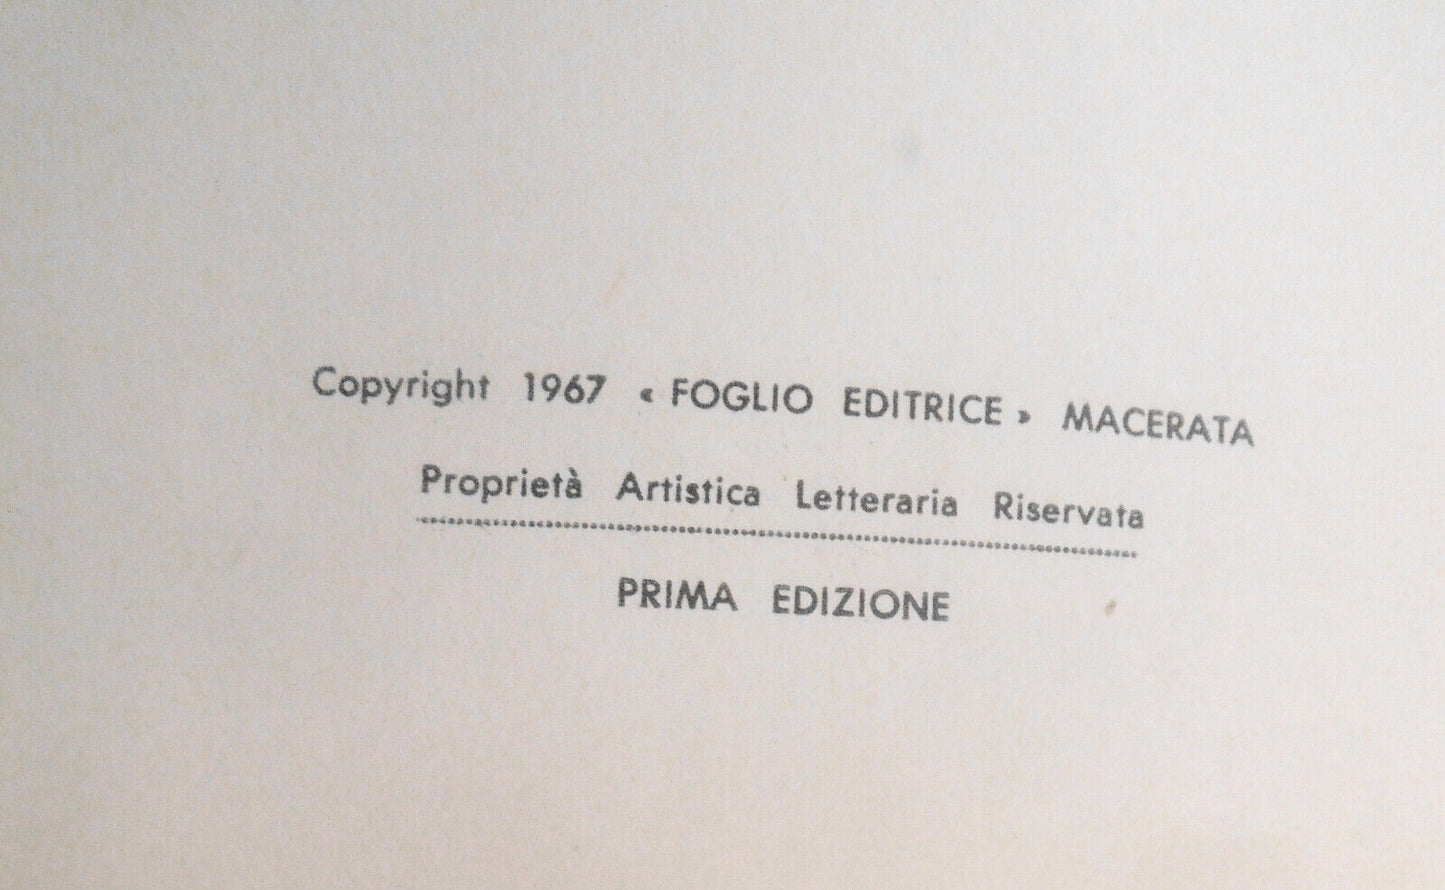 Copyright 1967 « FOGLIO EDITRICE » MACERATA
Proprietà Artistica Letteraria Riservata
PRIMA EDIZIONE